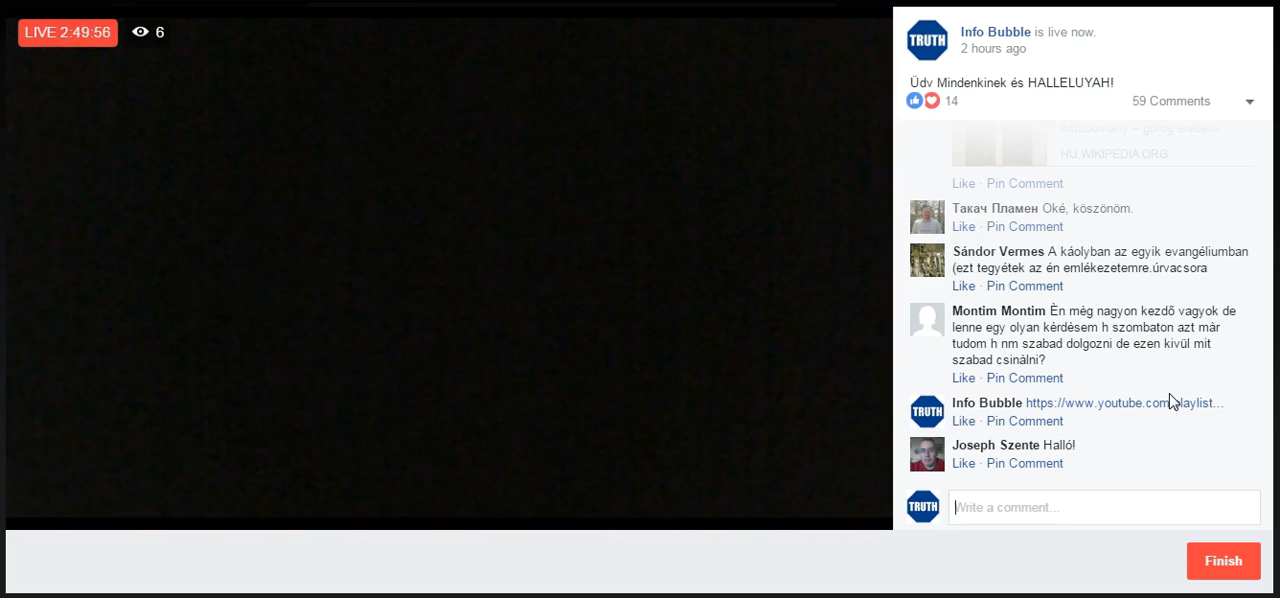 LIVE 2:49:56 6
TRUTH
Info Bubble is live now.
2 hours ago
Üdv Mindenkinek és HALLELUYAH!
14 59 Comments
HU.WIKIPEDIA.ORG
Like · Pin Comment
Такач Пламен Oké, köszönöm.
Like · Pin Comment
Sándor Vermes A káolyban az egyik evangéliumban
(ezt tegyétek az én emlékezetemre.úrvacsora
Like · Pin Comment
Montim Montim Èn mèg nagyon kezdő vagyok de
lenne egy olyan kèrdèsem h szombaton azt már
tudom h nm szabad dolgozni de ezen kivül mit
szabad csinálni?
Like · Pin Comment
TRUTH
Info Bubble https://www.youtube.com/playlist...
Like · Pin Comment
Joseph Szente Halló!
Like · Pin Comment
TRUTH
Write a comment...
Finish